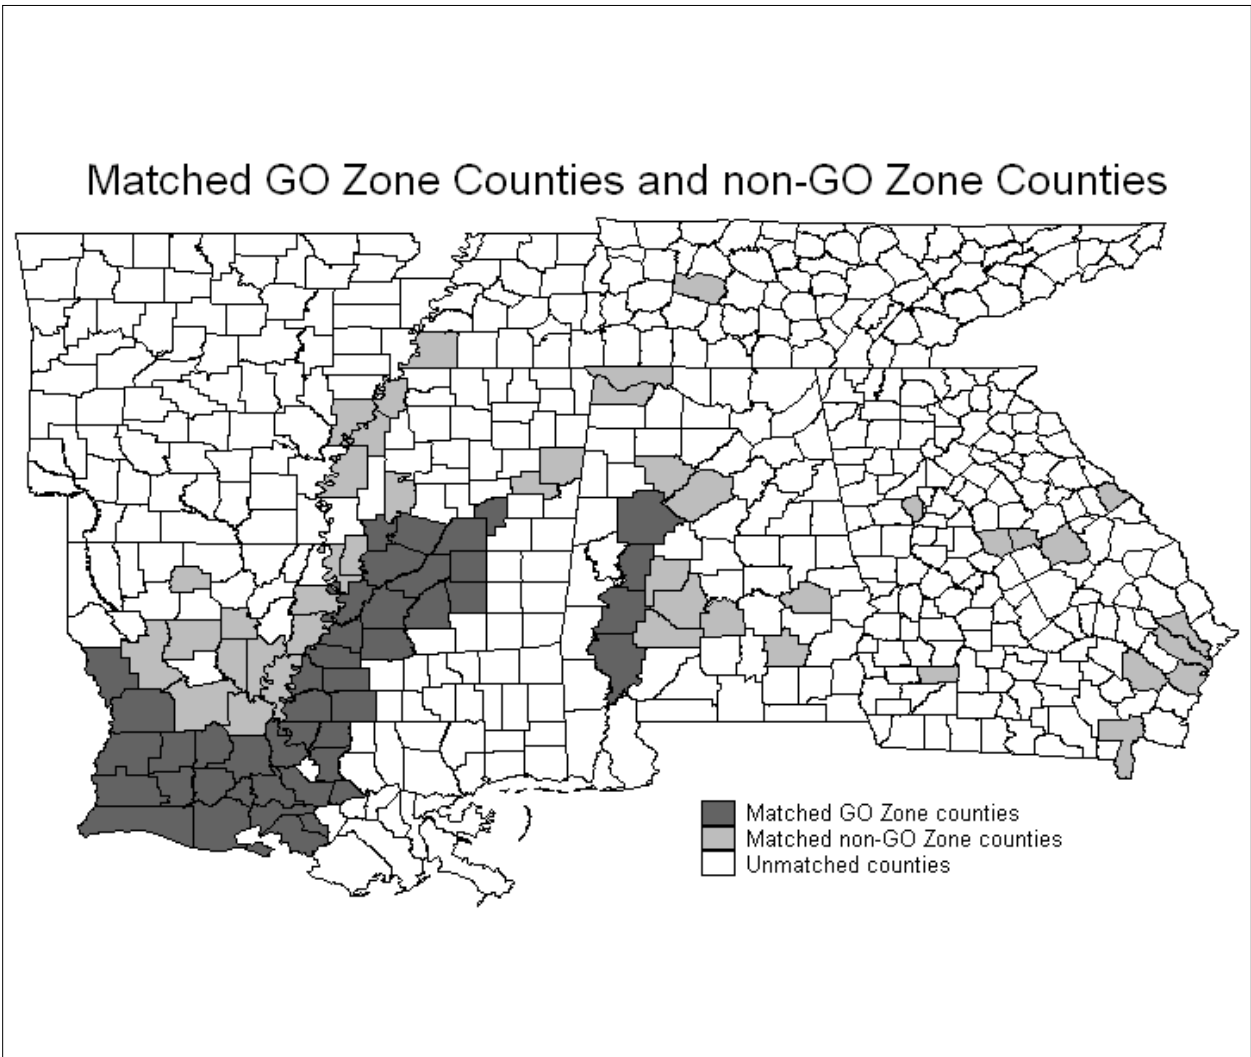 Matched GO Zone Counties and non-GO Zone Counties
Matched GO Zone counties
Matched non-GO Zone counties
Unmatched counties